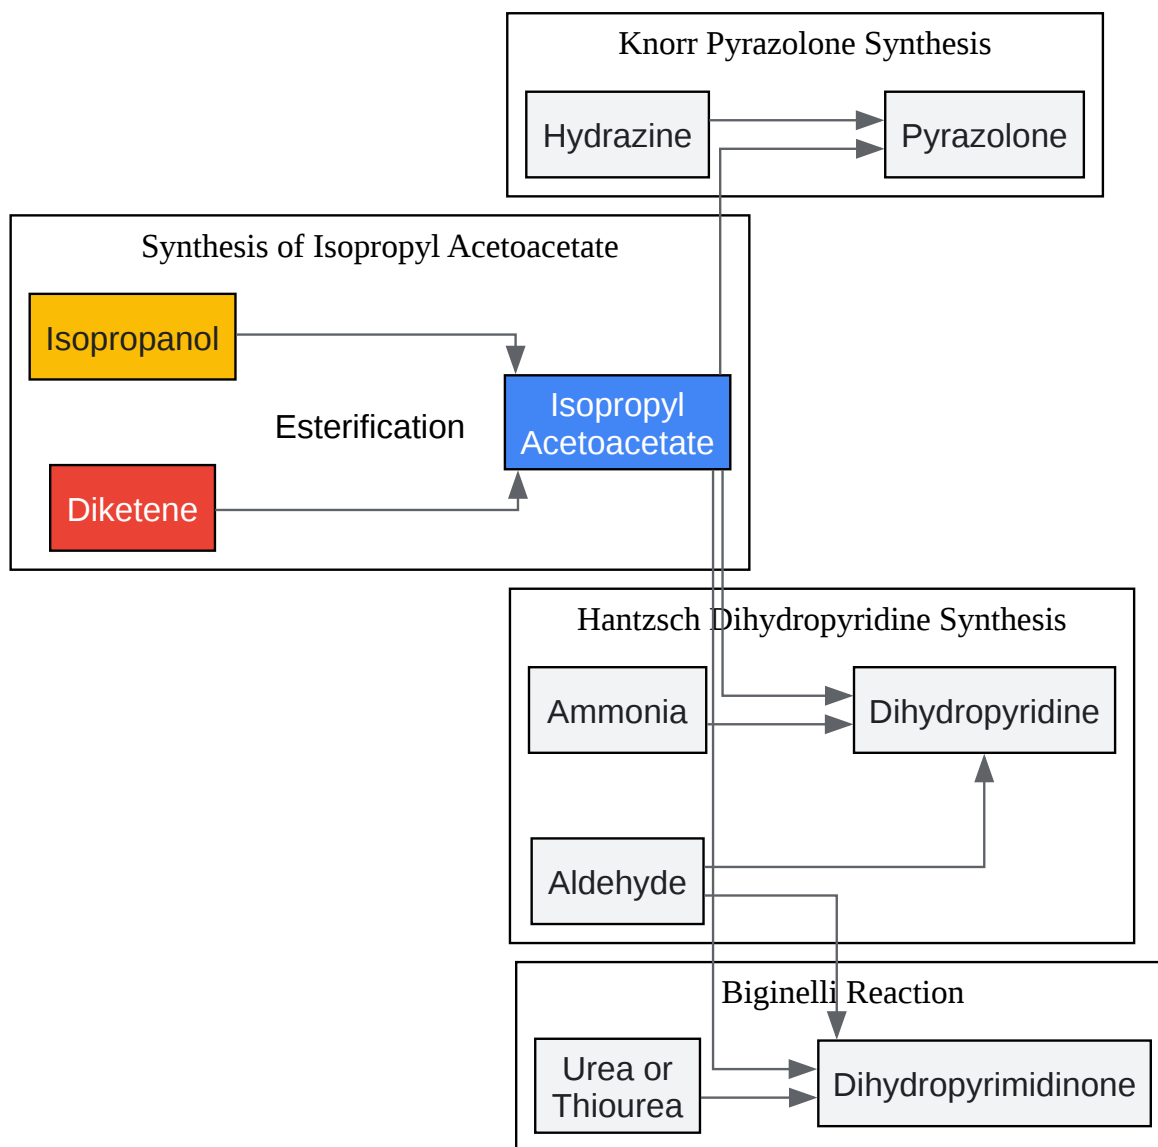 Knorr Pyrazolone Synthesis
Hydrazine
Pyrazolone
Synthesis of Isopropyl Acetoacetate
Isopropanol
Isopropyl
Acetoacetate
Esterification
Diketene
Hantzsch Dihydropyridine Synthesis
Ammonia
Dihydropyridine
Aldehyde
Biginelli Reaction
Urea or
Thiourea
Dihydropyrimidinone